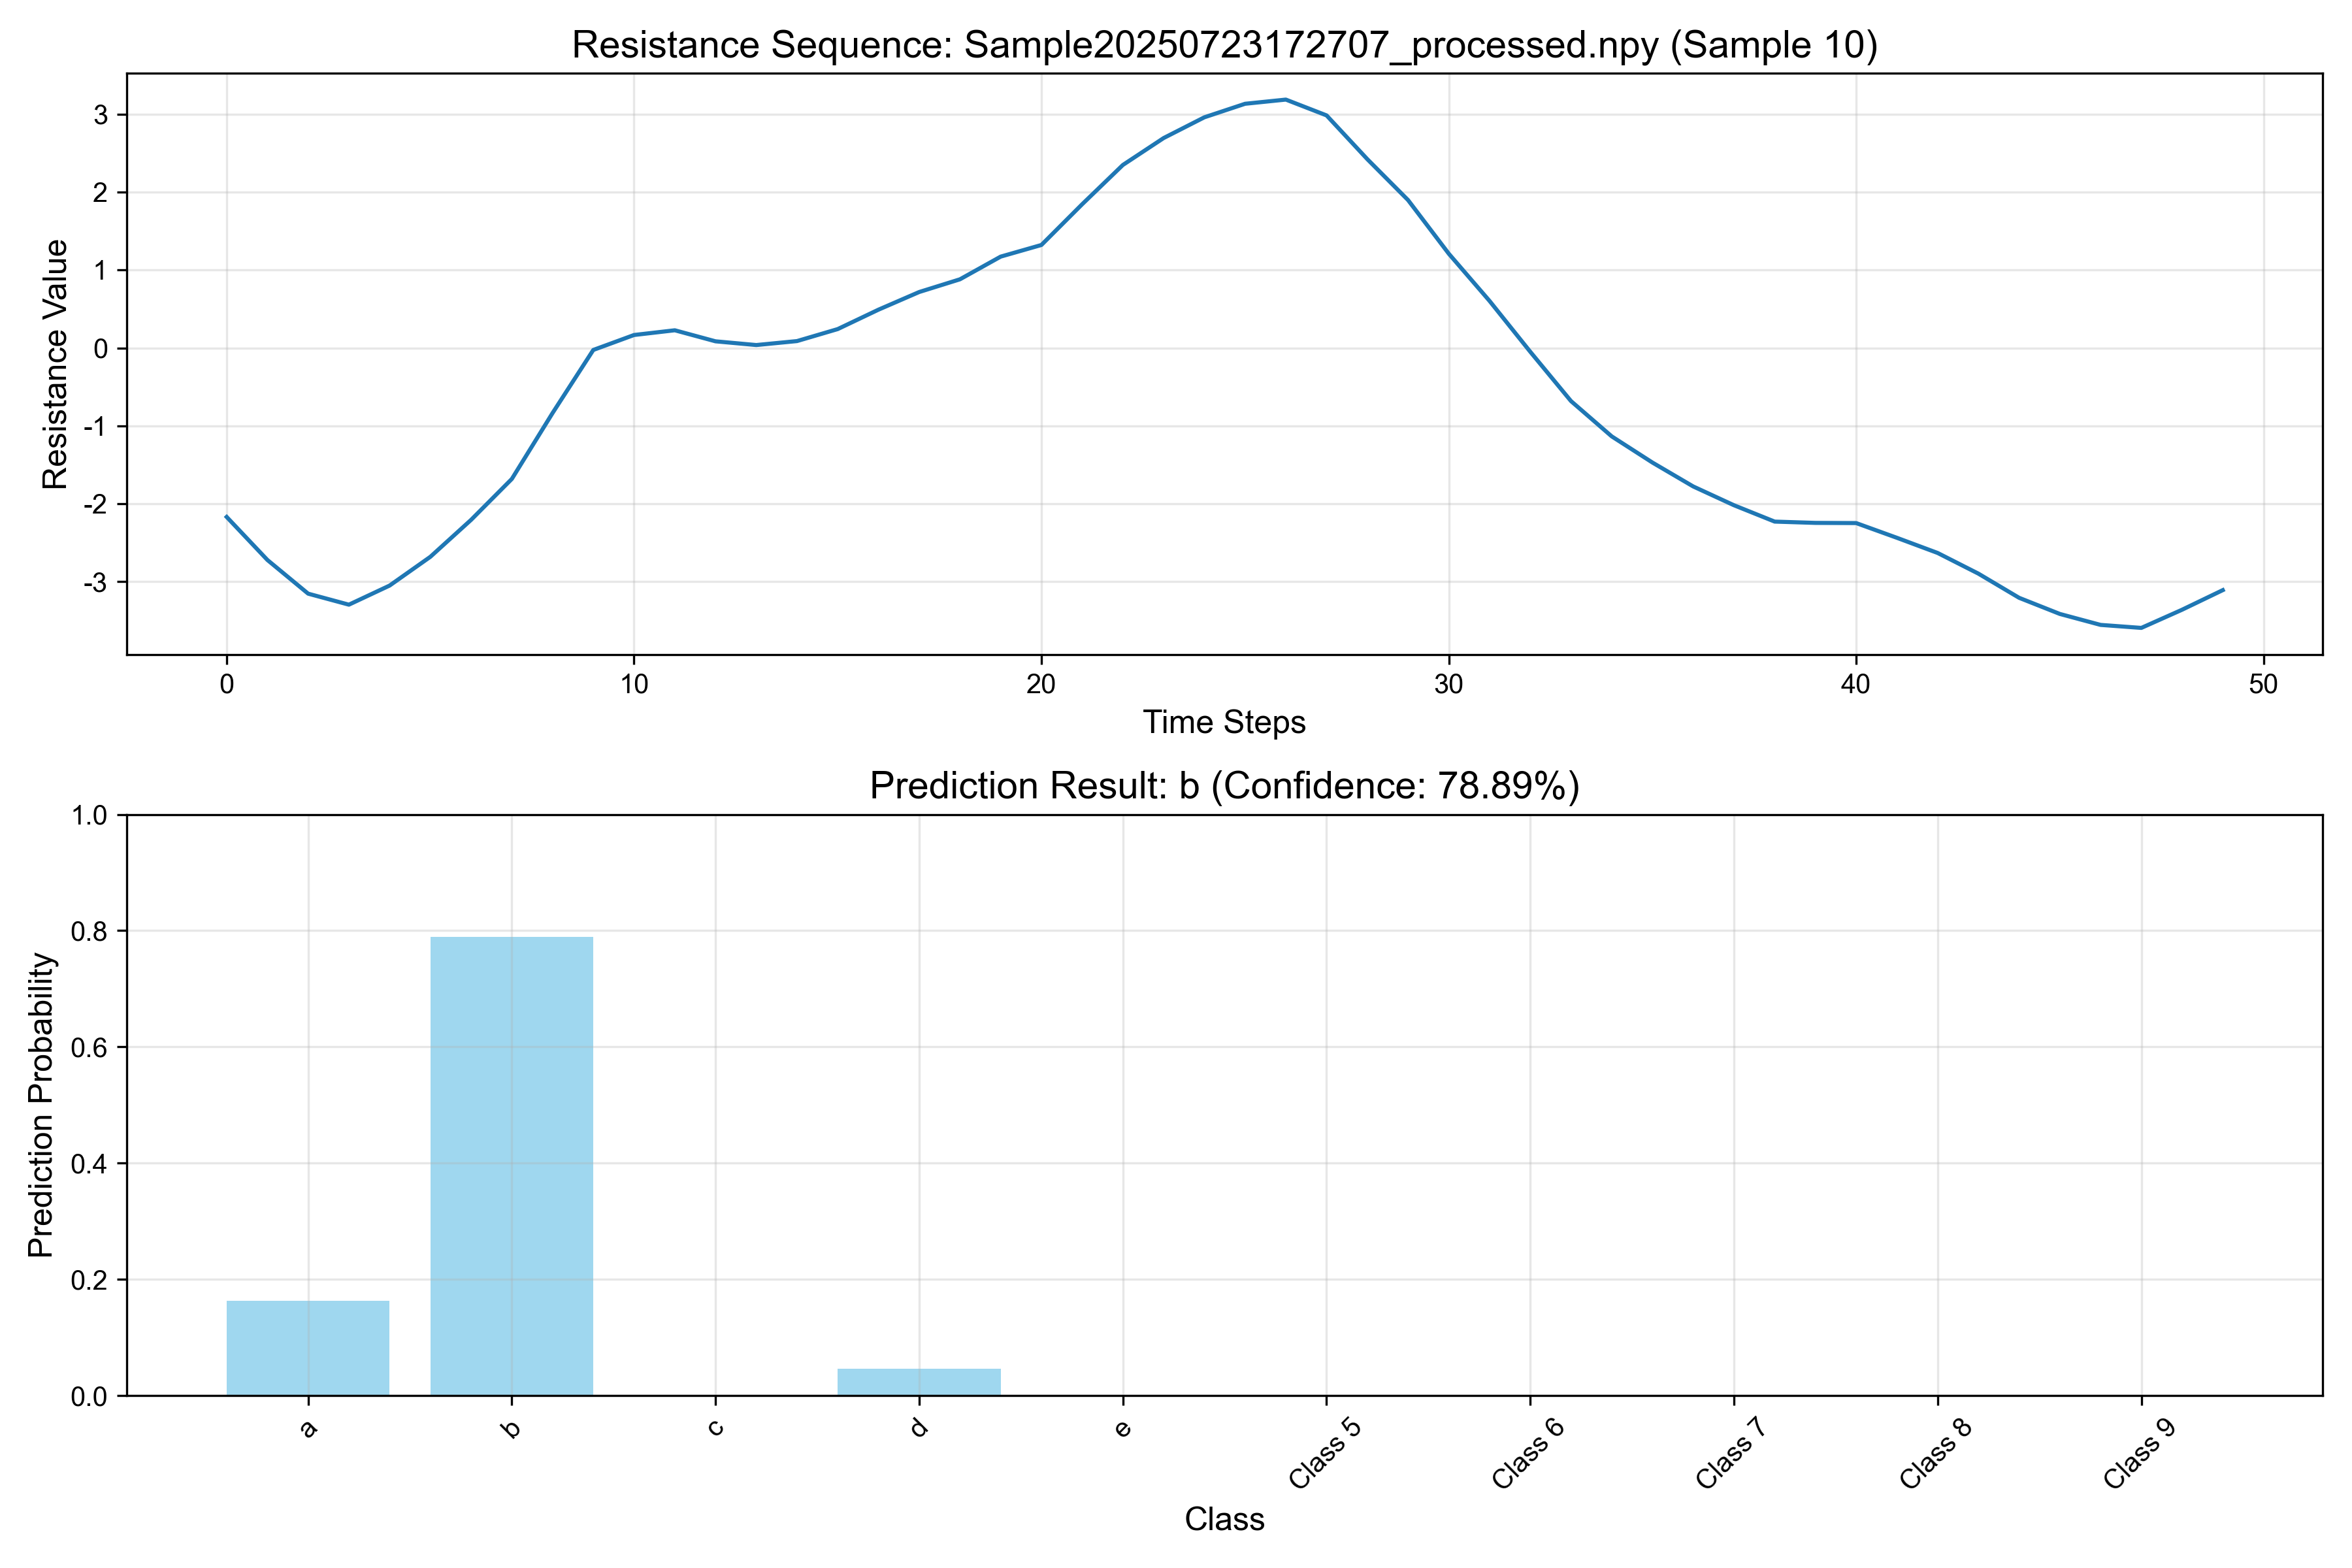 Resistance Sequence: Sample20250723172707_processed.npy (Sample 10)
Resistance Value
3
2
1
0
-1
-2
-3
0 10 20 30 40 50
Time Steps
Prediction Result: b (Confidence: 78.89%)
Prediction Probability
1.0
0.8
0.6
0.4
0.2
0.0
a b c d e Class 5 Class 6 Class 7 Class 8 Class 9
Class